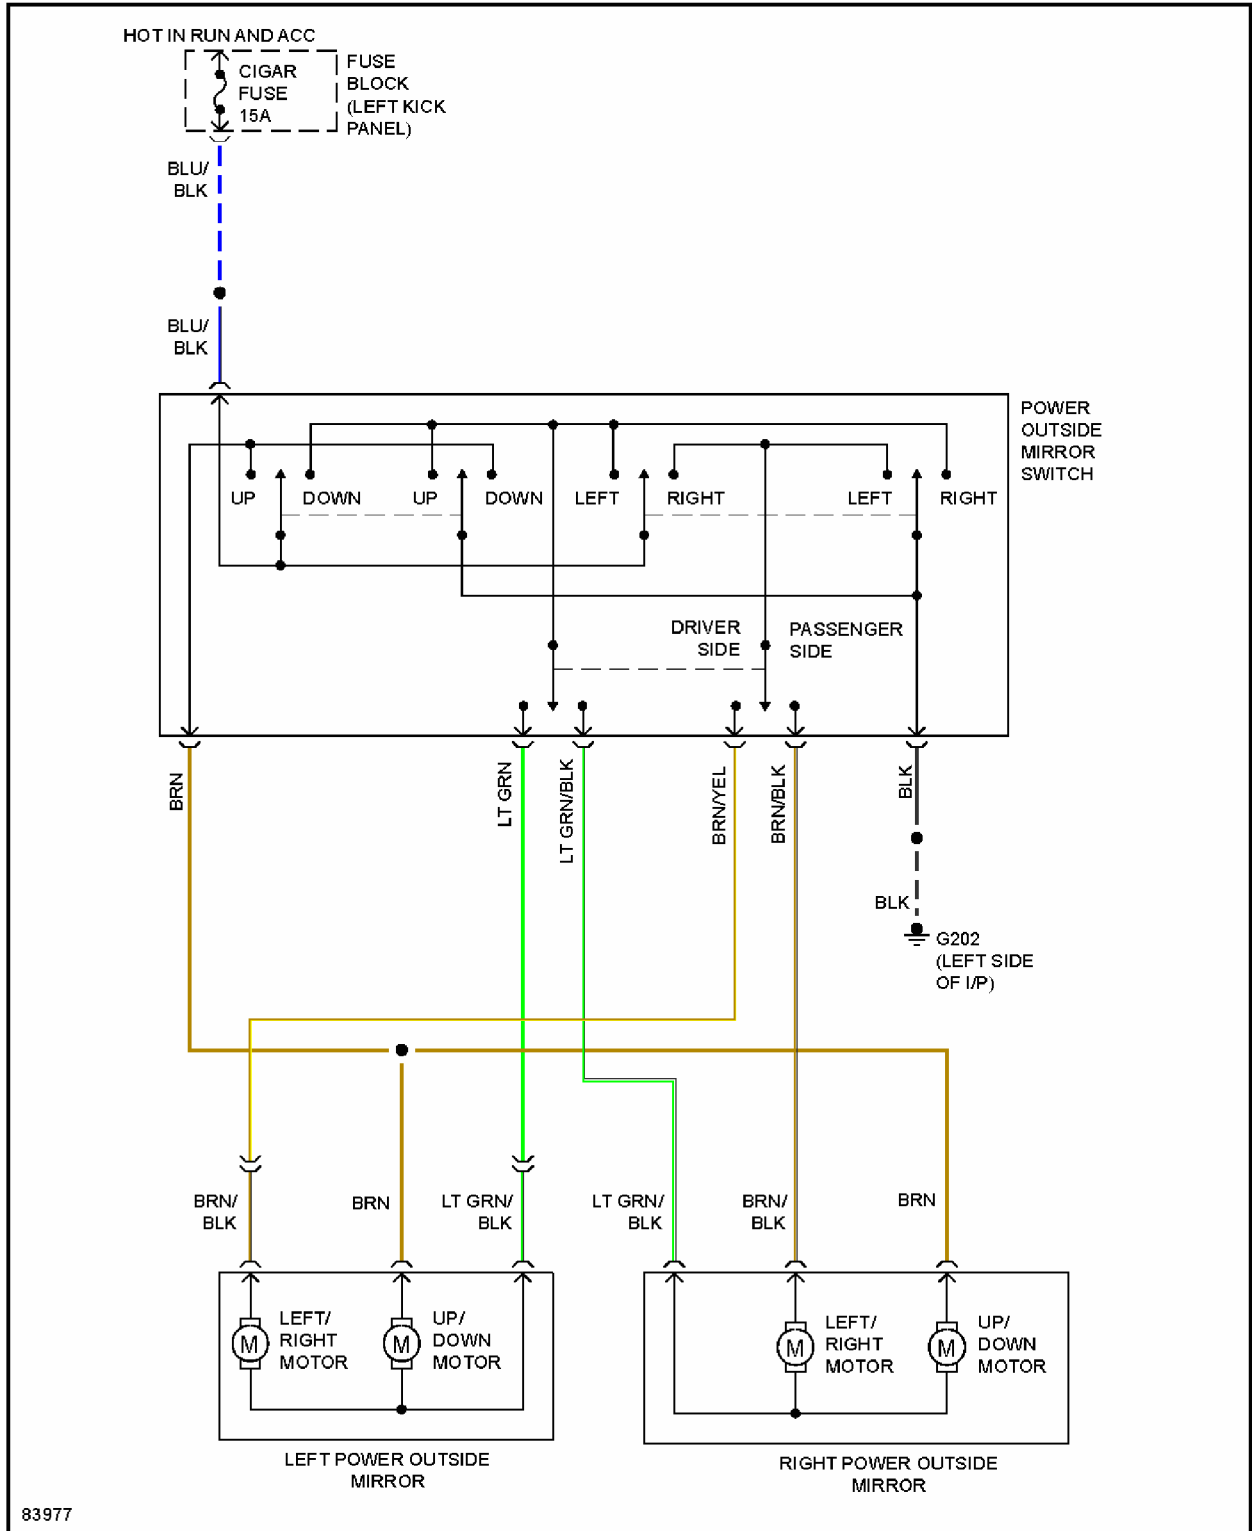 HOT IN RUN AND ACC
CIGAR
FUSE
15A
FUSE
BLOCK
(LEFT KICK
PANEL)
BLU/
BLK
BLU/
BLK
POWER
OUTSIDE
MIRROR
SWITCH
UP
DOWN
UP
DOWN
LEFT
RIGHT
LEFT
RIGHT
DRIVER
SIDE
PASSENGER
SIDE
BRN
LT GRN
LT GRN/BLK
BRN/YEL
BRN/BLK
BLK
BLK
G202
(LEFT SIDE
OF I/P)
BRN/
BLK
BRN
LT GRN/
BLK
LT GRN/
BLK
BRN/
BLK
BRN
M
LEFT/
RIGHT
MOTOR
M
UP/
DOWN
MOTOR
M
LEFT/
RIGHT
MOTOR
M
UP/
DOWN
MOTOR
LEFT POWER OUTSIDE
MIRROR
RIGHT POWER OUTSIDE
MIRROR
83977